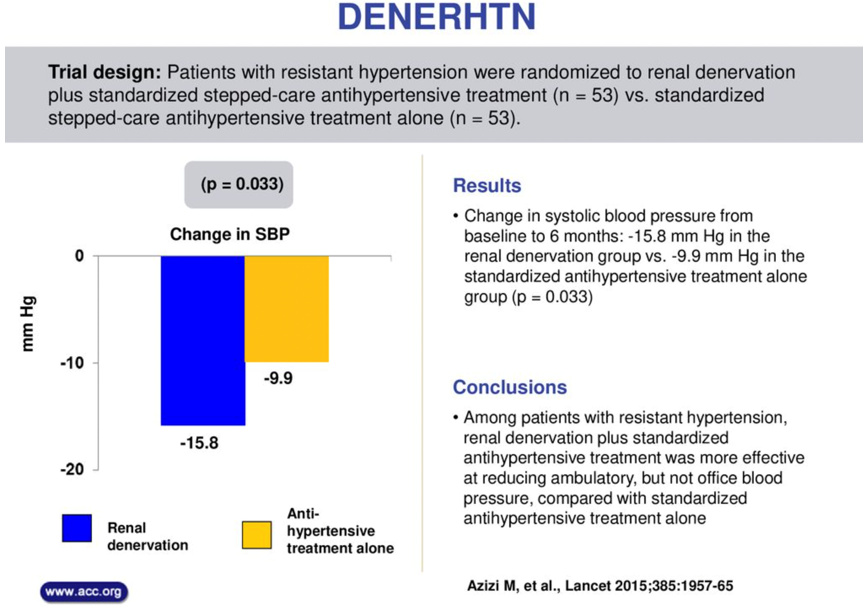 DENERHTN
Trial design: Patients with resistant hypertension were randomized to renal denervation
plus standardized stepped-care antihypertensive treatment (n = 53) vs. standardized
stepped-care antihypertensive treatment alone (n = 53).
(p = 0.033)
Change in SBP
0
-10
-20
mm Hg
-15.8
-9.9
Renal
denervation
Anti-
hypertensive
treatment alone
Results
• Change in systolic blood pressure from
baseline to 6 months: -15.8 mm Hg in the
renal denervation group vs. -9.9 mm Hg in the
standardized antihypertensive treatment alone
group (p = 0.033)
Conclusions
• Among patients with resistant hypertension,
renal denervation plus standardized
antihypertensive treatment was more effective
at reducing ambulatory, but not office blood
pressure, compared with standardized
antihypertensive treatment alone
www.acc.org
Azizi M, et al., Lancet 2015;385:1957-65